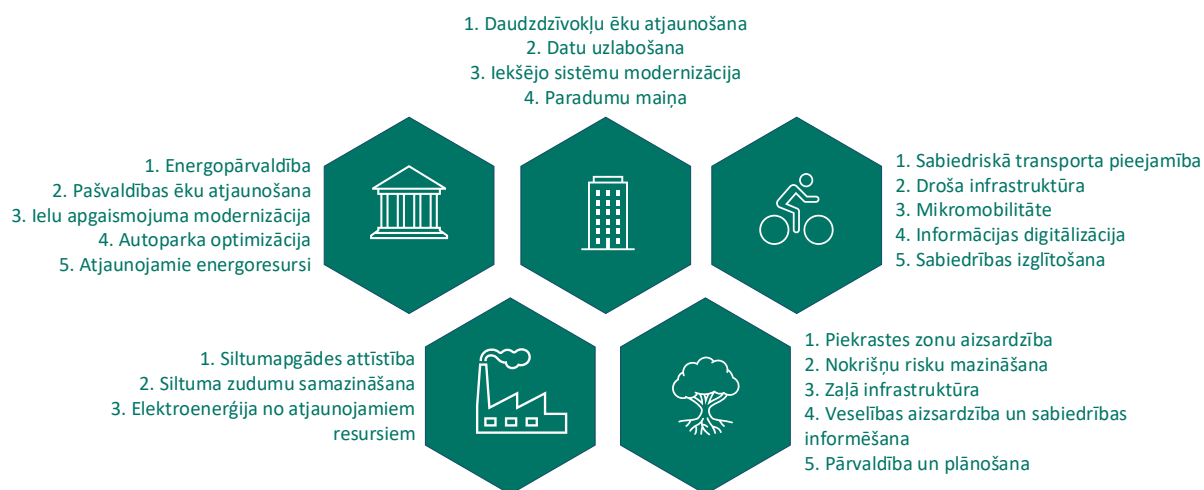 1. Daudzdzīvokļu ēku atjaunošana
2. Datu uzlabošana
3. Iekšējo sistēmu modernizācija
4. Paradumu maiņa
1. Energopārvaldība
2. Pašvaldības ēku atjaunošana
3. Ielu apgaismojuma modernizācija
4. Autoparka optimizācija
5. Atjaunojamie energoresursi
1. Sabiedriskā transporta pieejamība
2. Droša infrastruktūra
3. Mikromobilitāte
4. Informācijas digitālizācija
5. Sabiedrības izglītošana
1. Siltumapgādes attīstība
2. Siltuma zudumu samazināšana
3. Elektroenerģija no atjaunojamiem
resursiem
1. Piekrastes zonu aizsardzība
2. Nokrišņu risku mazināšana
3. Zaļā infrastruktūra
4. Veselības aizsardzība un sabiedrības
informēšana
5. Pārvaldība un plānošana